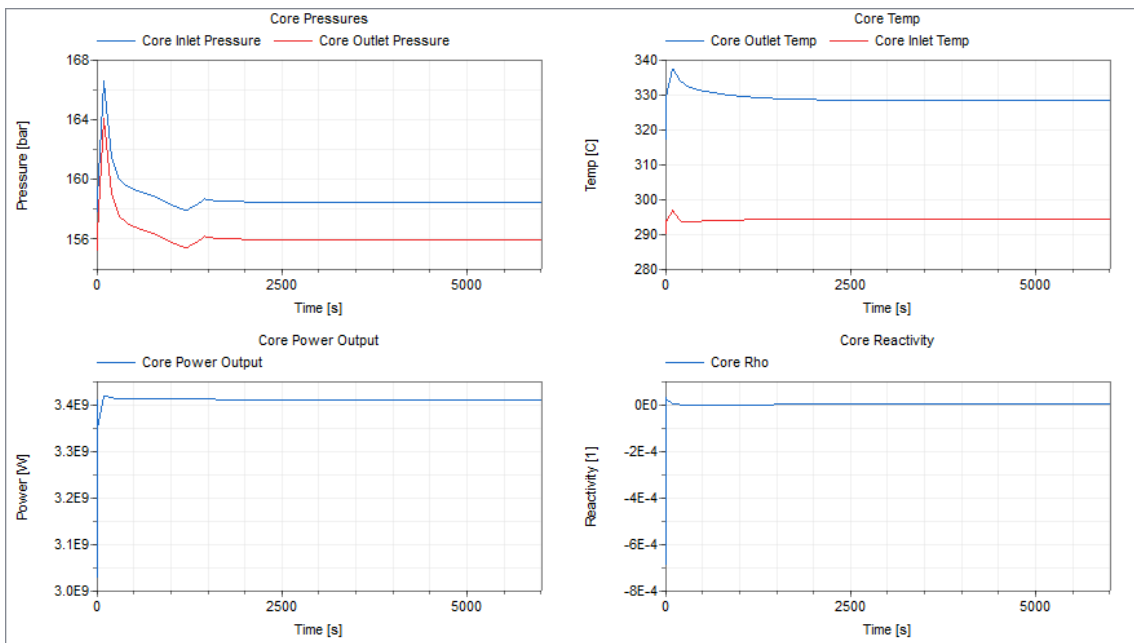 Core Pressures
Core Inlet Pressure Core Outlet Pressure
168
164
160
156
Pressure [bar]
0 2500 5000
Time [s]
Core Temp
Core Outlet Temp Core Inlet Temp
340
330
320
310
300
290
280
Temp [C]
0 2500 5000
Time [s]
Core Power Output
Core Power Output
3.4E9
3.3E9
3.2E9
3.1E9
3.0E9
Power [W]
0 2500 5000
Time [s]
Core Reactivity
Core Rho
0E0
-2E-4
-4E-4
-6E-4
-8E-4
Reactivity [1]
0 2500 5000
Time [s]